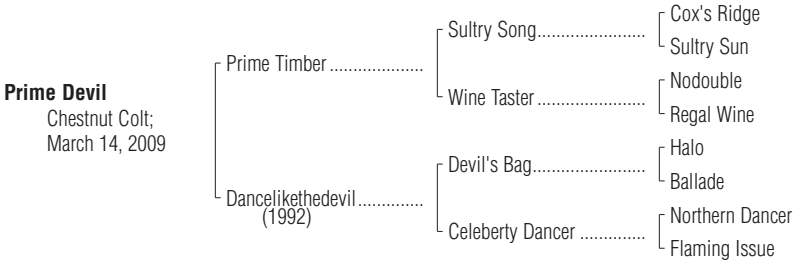 Prime Devil
Chestnut Colt;
March 14, 2009
Prime Timber ....................
Dancelikethedevil..............
(1992)
Sultry Song.......................
Wine Taster .......................
Devil's Bag........................
Celeberty Dancer ..............
Cox's Ridge
Sultry Sun
Nodouble
Regal Wine
Halo
Ballade
Northern Dancer
Flaming Issue